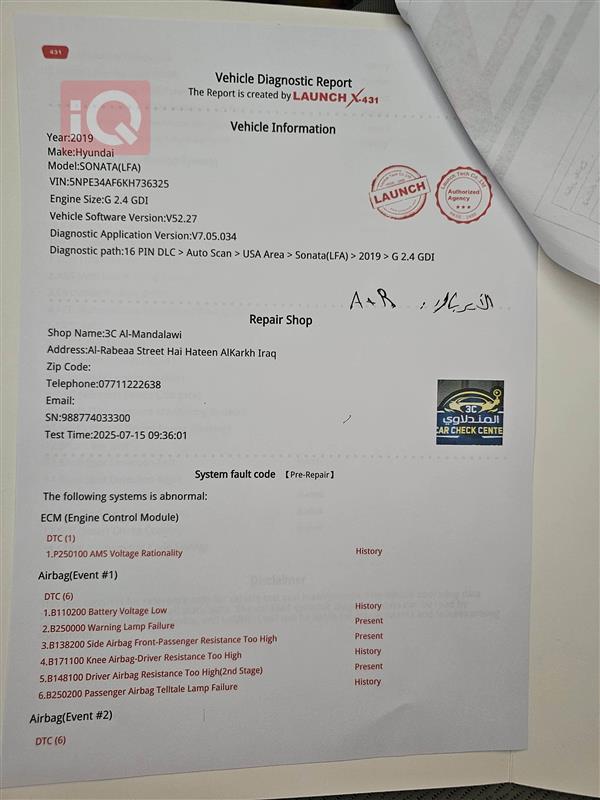 431
iQ
Vehicle Diagnostic Report
The Report is created by LAUNCH X-431
Vehicle Information
Year:2019
Make:Hyundai
Model:SONATA(LFA)
VIN:5NPE34AF6KH736325
Engine Size:G 2.4 GDI
Vehicle Software Version:V52.27
Diagnostic Application Version:V7.05.034
Diagnostic path:16 PIN DLC > Auto Scan > USA Area > Sonata(LFA) > 2019 > G 2.4 GDI
LAUNCH
Launch Tech Co.,Ltd
Authorized
Agency
A+R
Repair Shop
Shop Name:3C Al-Mandalawi
Address:Al-Rabeaa Street Hai Hateen AlKarkh Iraq
Zip Code:
Telephone:07711222638
Email:
SN:988774033300
Test Time:2025-07-15 09:36:01
3C
المندلاوي
CAR CHECK CENTE
System fault code 【Pre-Repair】
The following systems is abnormal:
ECM (Engine Control Module)
DTC (1)
1.P250100 AMS Voltage Rationality History
Airbag(Event #1)
DTC (6)
1.B110200 Battery Voltage Low History
2.B250000 Warning Lamp Failure Present
3.B138200 Side Airbag Front-Passenger Resistance Too High Present
4.B171100 Knee Airbag-Driver Resistance Too High History
5.B148100 Driver Airbag Resistance Too High(2nd Stage) Present
6.B250200 Passenger Airbag Telltale Lamp Failure History
Airbag(Event #2)
DTC (6)